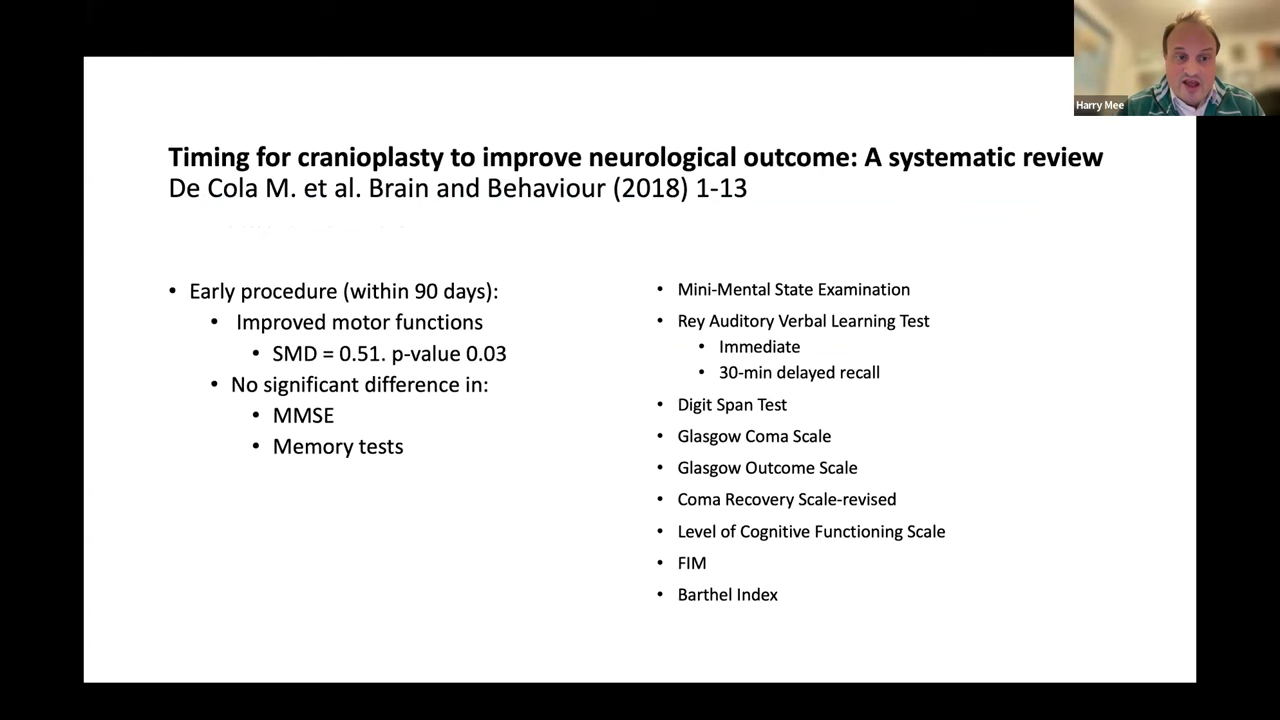 Harry Mee
Timing for cranioplasty to improve neurological outcome: A systematic review
De Cola M. et al. Brain and Behaviour (2018) 1-13
• Early procedure (within 90 days):
• Improved motor functions
• SMD = 0.51. p-value 0.03
• No significant difference in:
• MMSE
• Memory tests
• Mini-Mental State Examination
• Rey Auditory Verbal Learning Test
• Immediate
• 30-min delayed recall
• Digit Span Test
• Glasgow Coma Scale
• Glasgow Outcome Scale
• Coma Recovery Scale-revised
• Level of Cognitive Functioning Scale
• FIM
• Barthel Index